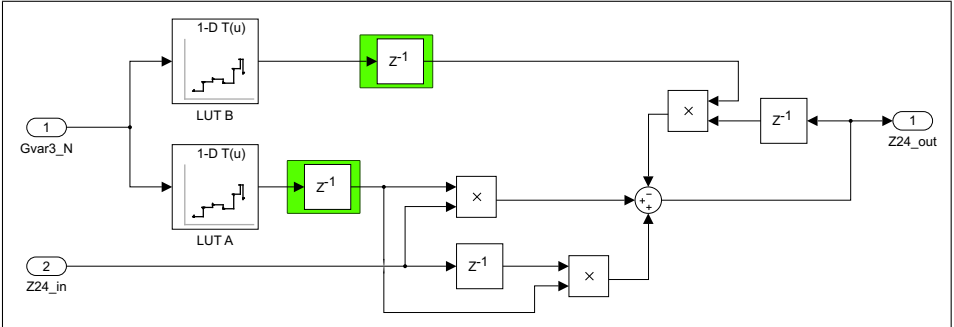 1-D T(u)
z-1
LUT B
×
z-1
1
Gvar3_N
1
Z24_out
1-D T(u)
z-1
×
−
+
+
LUT A
2
Z24_in
z-1
×